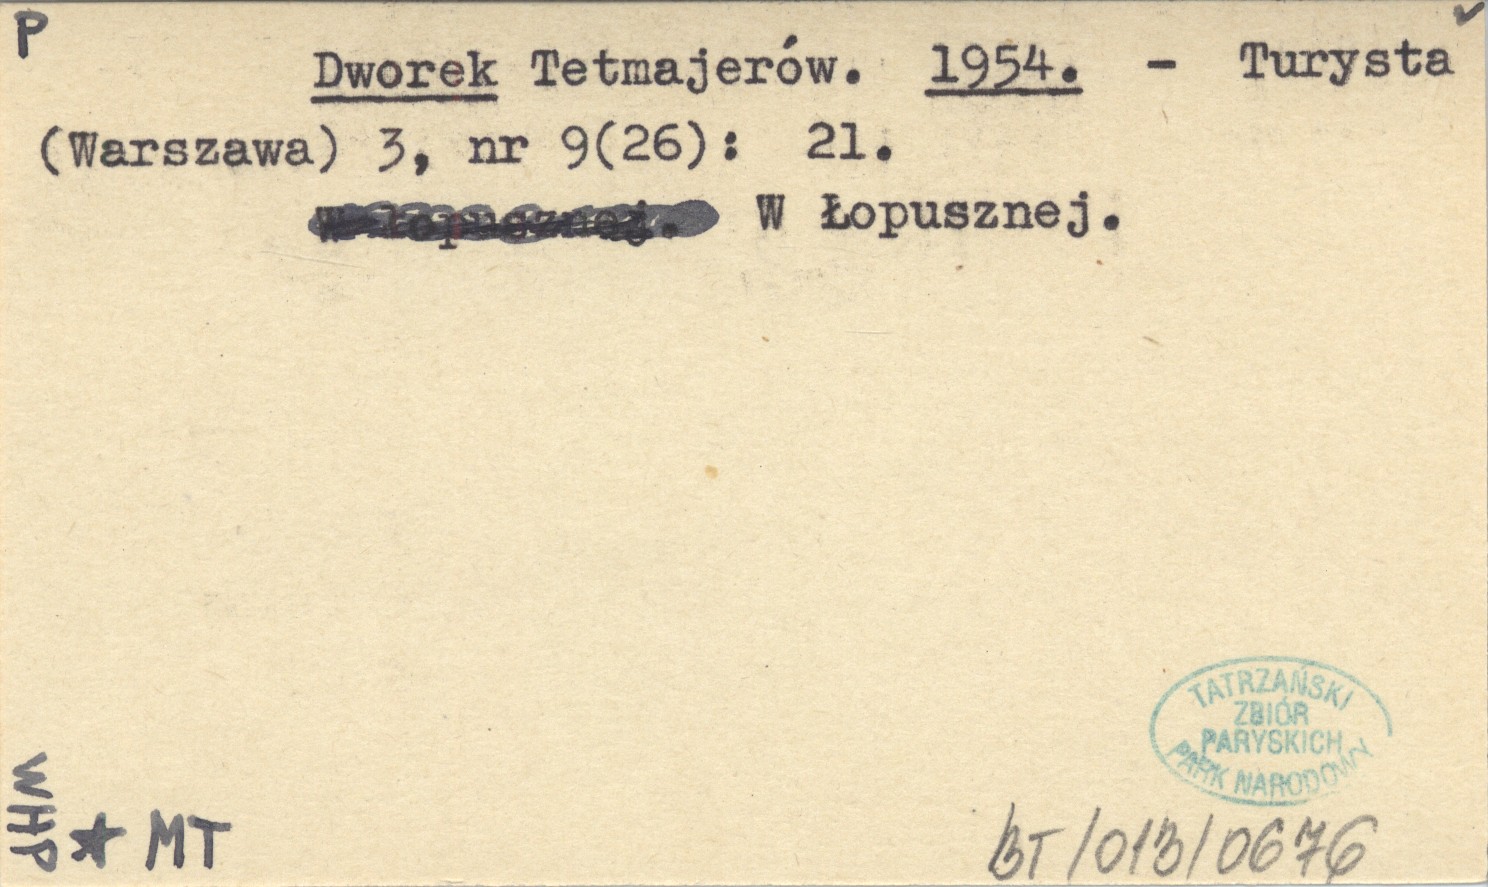 P
Dworek Tetmajerów. 1954. - Turysta
(Warszawa) 3, nr 9(26): 21.
W Łopusznej.
TATRZAŃSKI
ZBIÓR
PARYSKICH
PARK NARODOWY
WHP
★ MT
BT/013/0676